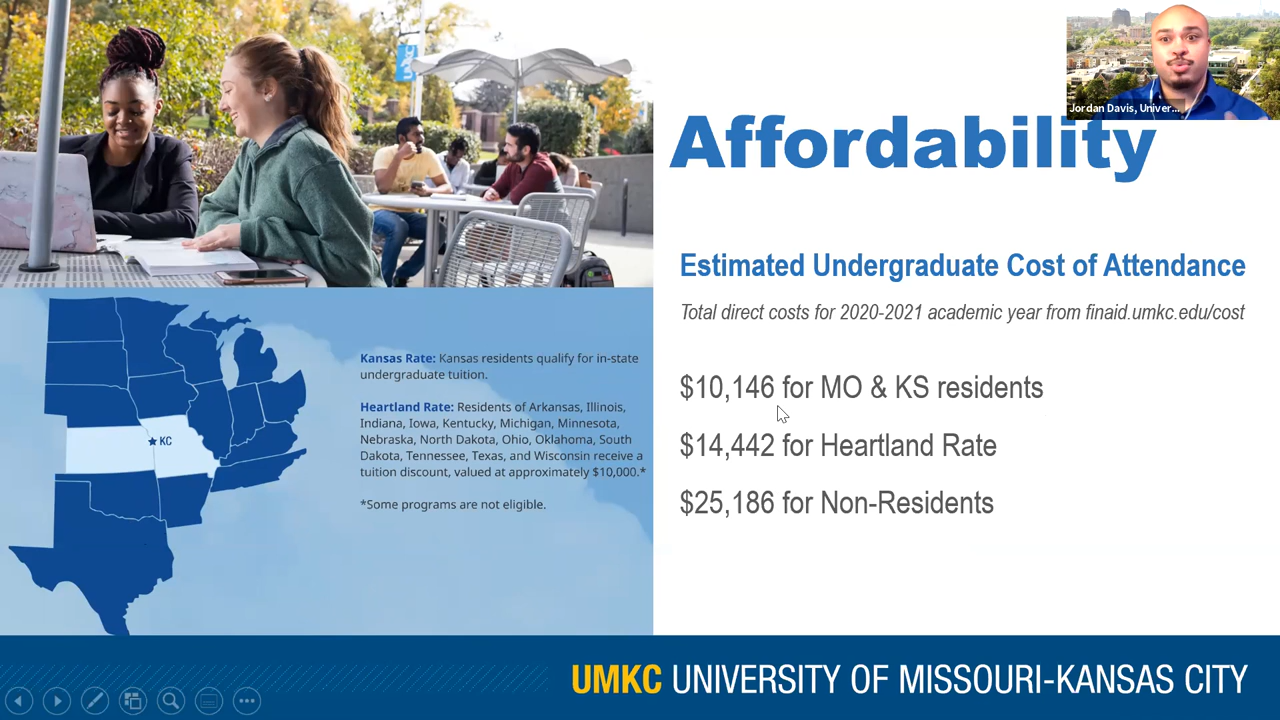 Jordan Davis, Univer...
Affordability
Estimated Undergraduate Cost of Attendance
Total direct costs for 2020-2021 academic year from finaid.umkc.edu/cost
$10,146 for MO & KS residents
$14,442 for Heartland Rate
$25,186 for Non-Residents
UMKC
KC
Kansas Rate: Kansas residents qualify for in-state
undergraduate tuition.
Heartland Rate: Residents of Arkansas, Illinois,
Indiana, Iowa, Kentucky, Michigan, Minnesota,
Nebraska, North Dakota, Ohio, Oklahoma, South
Dakota, Tennessee, Texas, and Wisconsin receive a
tuition discount, valued at approximately $10,000.*
*Some programs are not eligible.
UMKC UNIVERSITY OF MISSOURI-KANSAS CITY